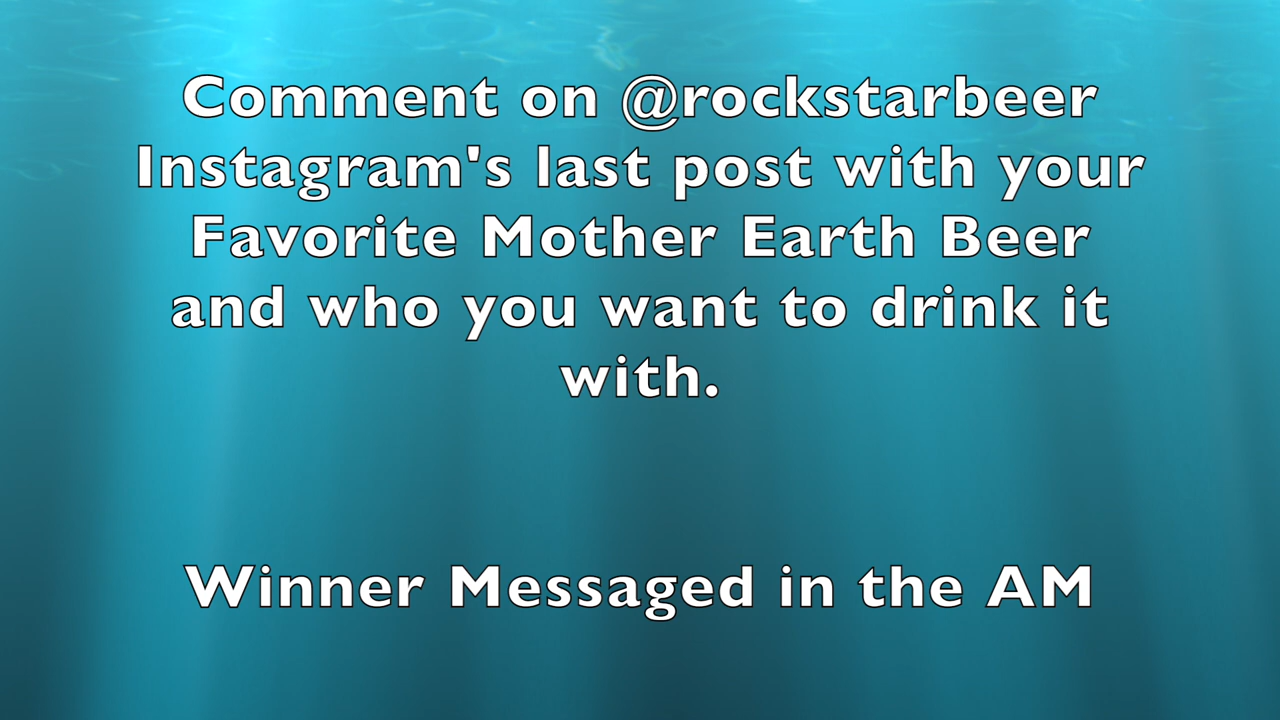 Comment on @rockstarbeer
Instagram's last post with your
Favorite Mother Earth Beer
and who you want to drink it
with.
Winner Messaged in the AM